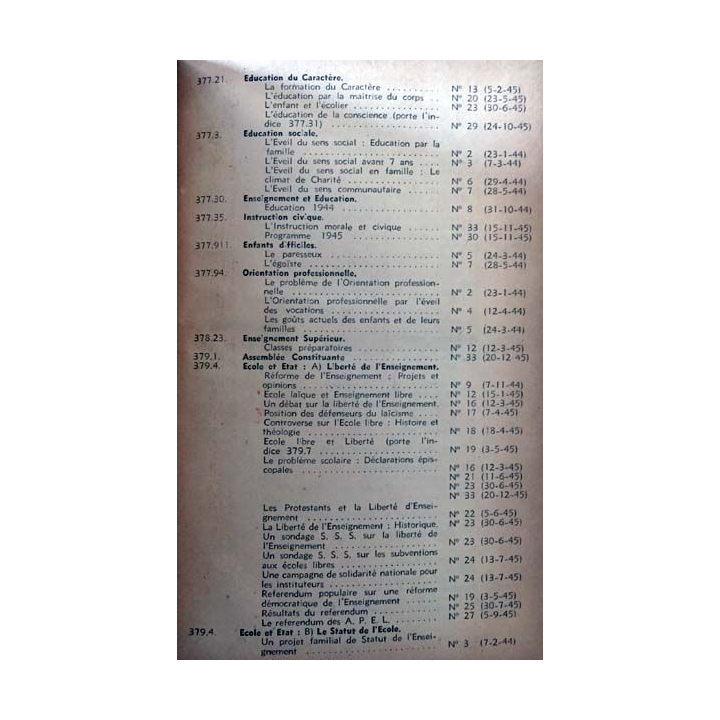 377.21. Education du Caractère.
La formation du Caractère .......... N° 13 (5-2-45)
L'éducation par la maîtrise du corps .. N° 20 (23-5-45)
L'enfant et l'écolier .......... N° 23 (30-6-45)
L'éducation de la conscience (porte l'in-
dice 377.31) .......... N° 29 (24-10-45)
377.3. Education sociale.
L'Eveil du sens social : Education par la
famille .......... N° 2 (23-1-44)
L'Eveil du sens social avant 7 ans .... N° 3 (7-3-44)
L'Eveil du sens social en famille : Le
climat de Charité .......... N° 6 (29-4-44)
L'Eveil du sens communautaire ...... N° 7 (28-5-44)
377.30. Enseignement et Education.
Education 1944 .......... N° 8 (31-10-44)
377.35. Instruction civique.
L'Instruction morale et civique ...... N° 33 (15-11-45)
Programme 1945 .......... N° 30 (15-11-45)
377.911. Enfants difficiles.
Le paresseux .......... N° 5 (24-3-44)
L'égoïste .......... N° 7 (28-5-44)
377.94. Orientation professionnelle.
Le problème de l'Orientation profession-
nelle .......... N° 2 (23-1-44)
L'Orientation professionnelle par l'éveil
des vocations .......... N° 4 (12-4-44)
Les goûts actuels des enfants et de leurs
familles .......... N° 5 (24-3-44)
378.23. Enseignement Supérieur.
Classes préparatoires .......... N° 12 (12-3-45)
379.1. Assemblée Constituante .......... N° 33 (20-12-45)
379.4. Ecole et Etat : A) Liberté de l'Enseignement.
Réforme de l'Enseignement ; Projets et
opinions .......... N° 9 (7-11-44)
Ecole laïque et Enseignement libre .... N° 12 (15-1-45)
Un débat sur la liberté de l'Enseignement. N° 16 (12-3-45)
Position des défenseurs du laïcisme .... N° 17 (7-4-45)
Controverse sur l'Ecole libre : Histoire et
théologie .......... N° 18 (18-4-45)
Ecole libre et Liberté (porte l'in-
dice 379.7) .......... N° 19 (3-5-45)
Le problème scolaire : Déclarations épis-
copales .......... N° 16 (12-3-45)
N° 21 (11-6-45)
N° 23 (30-6-45)
N° 33 (20-12-45)
Les Protestants et la Liberté d'Ensei-
gnement .......... N° 22 (5-6-45)
La Liberté de l'Enseignement : Historique. N° 23 (30-6-45)
Un sondage S. S. S. sur la liberté de
l'Enseignement .......... N° 23 (30-6-45)
Un sondage S. S. S. sur les subventions
aux écoles libres .......... N° 24 (13-7-45)
Une campagne de solidarité nationale pour
les instituteurs .......... N° 24 (13-7-45)
Referendum populaire sur une réforme
démocratique de l'Enseignement ...... N° 19 (3-5-45)
Résultats du referendum .......... N° 25 (30-7-45)
Le referendum des A. P. E. L. ........ N° 27 (5-9-45)
379.4. Ecole et Etat : B) Le Statut de l'Ecole.
Un projet familial de Statut de l'Ensei-
gnement .......... N° 3 (7-2-44)